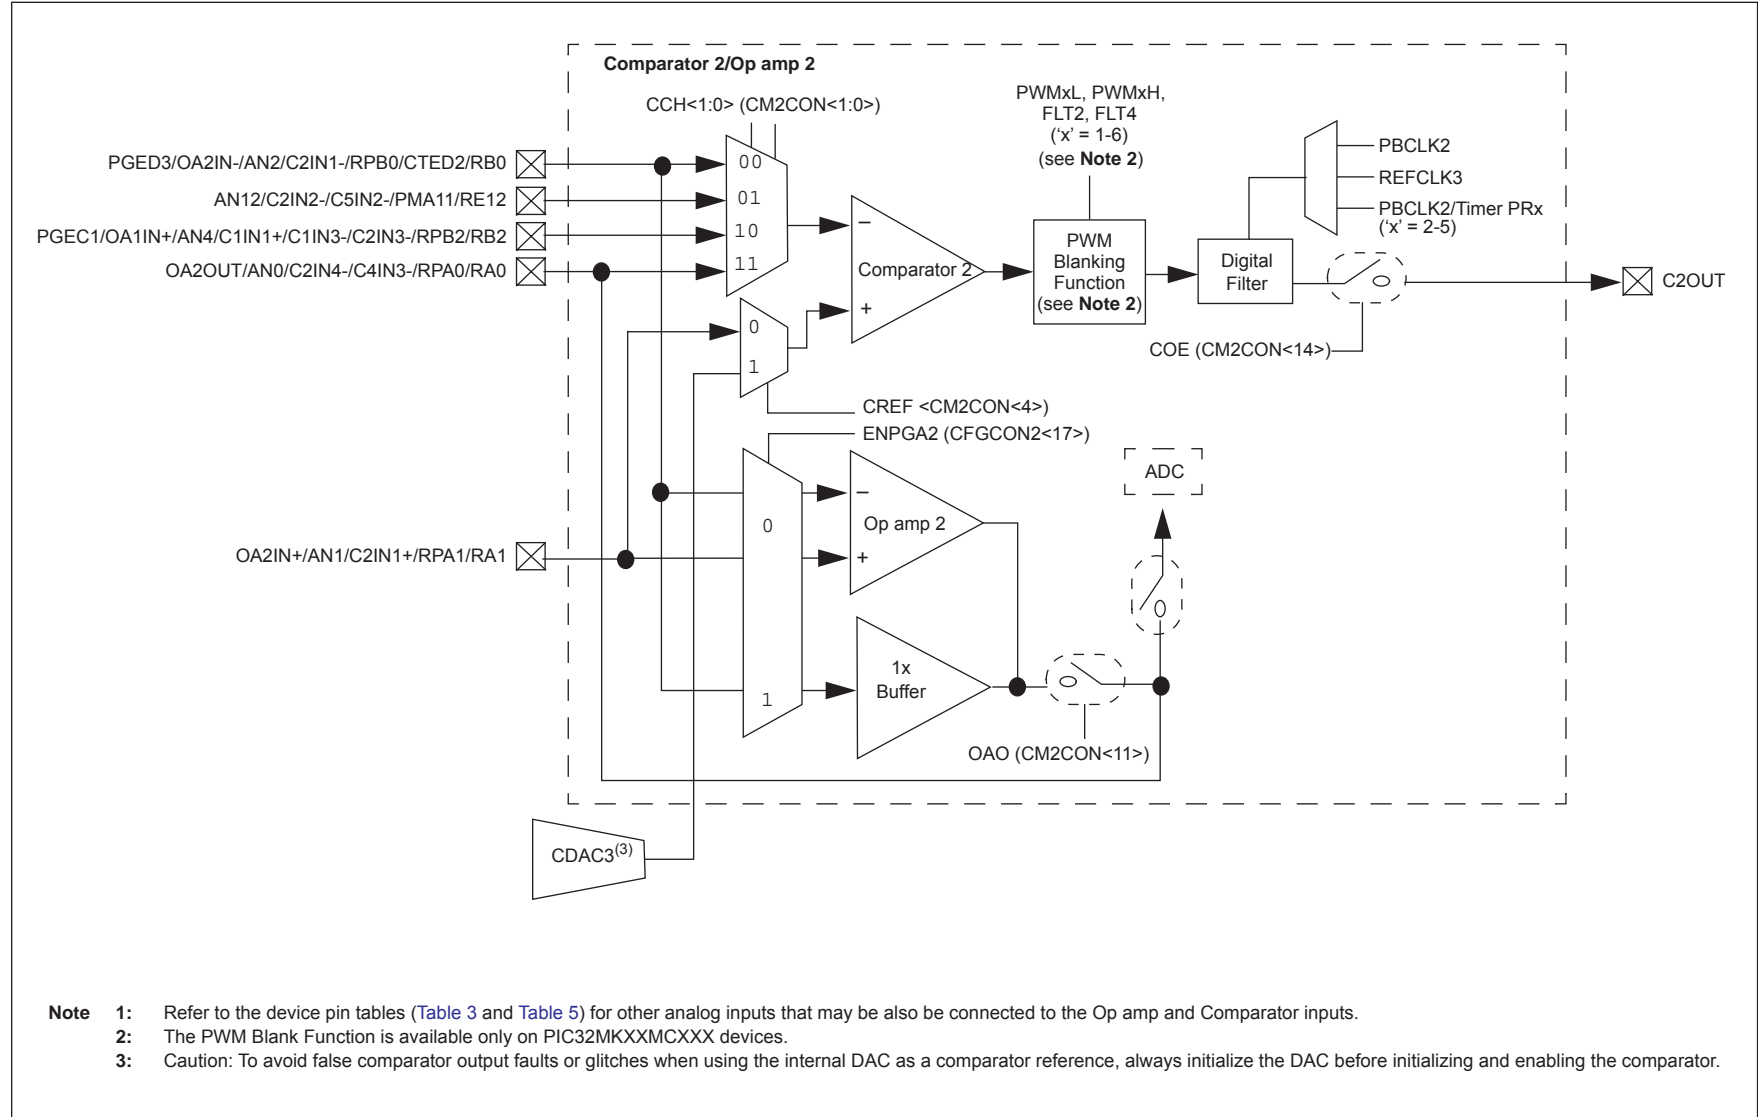 Comparator 2/Op amp 2
CCH<1:0> (CM2CON<1:0>)
PWMxL, PWMxH,
FLT2, FLT4
(‘x’ = 1-6)
(see Note 2)
PGED3/OA2IN-/AN2/C2IN1-/RPB0/CTED2/RB0
AN12/C2IN2-/C5IN2-/PMA11/RE12
PGEC1/OA1IN+/AN4/C1IN1+/C1IN3-/C2IN3-/RPB2/RB2
OA2OUT/AN0/C2IN4-/C4IN3-/RPA0/RA0
00
01
10
11
–
Comparator 2
+
0
1
PWM
Blanking
Function
(see Note 2)
Digital
Filter
PBCLK2
REFCLK3
PBCLK2/Timer PRx
(‘x’ = 2-5)
C2OUT
COE (CM2CON<14>)
CREF <CM2CON<4>)
ENPGA2 (CFGCON2<17>)
ADC
0
–
Op amp 2
+
OA2IN+/AN1/C2IN1+/RPA1/RA1
1
1x
Buffer
OAO (CM2CON<11>)
CDAC3(3)
Note 1: Refer to the device pin tables (Table 3 and Table 5) for other analog inputs that may be also be connected to the Op amp and Comparator inputs.
2: The PWM Blank Function is available only on PIC32MKXXMCXXX devices.
3: Caution: To avoid false comparator output faults or glitches when using the internal DAC as a comparator reference, always initialize the DAC before initializing and enabling the comparator.